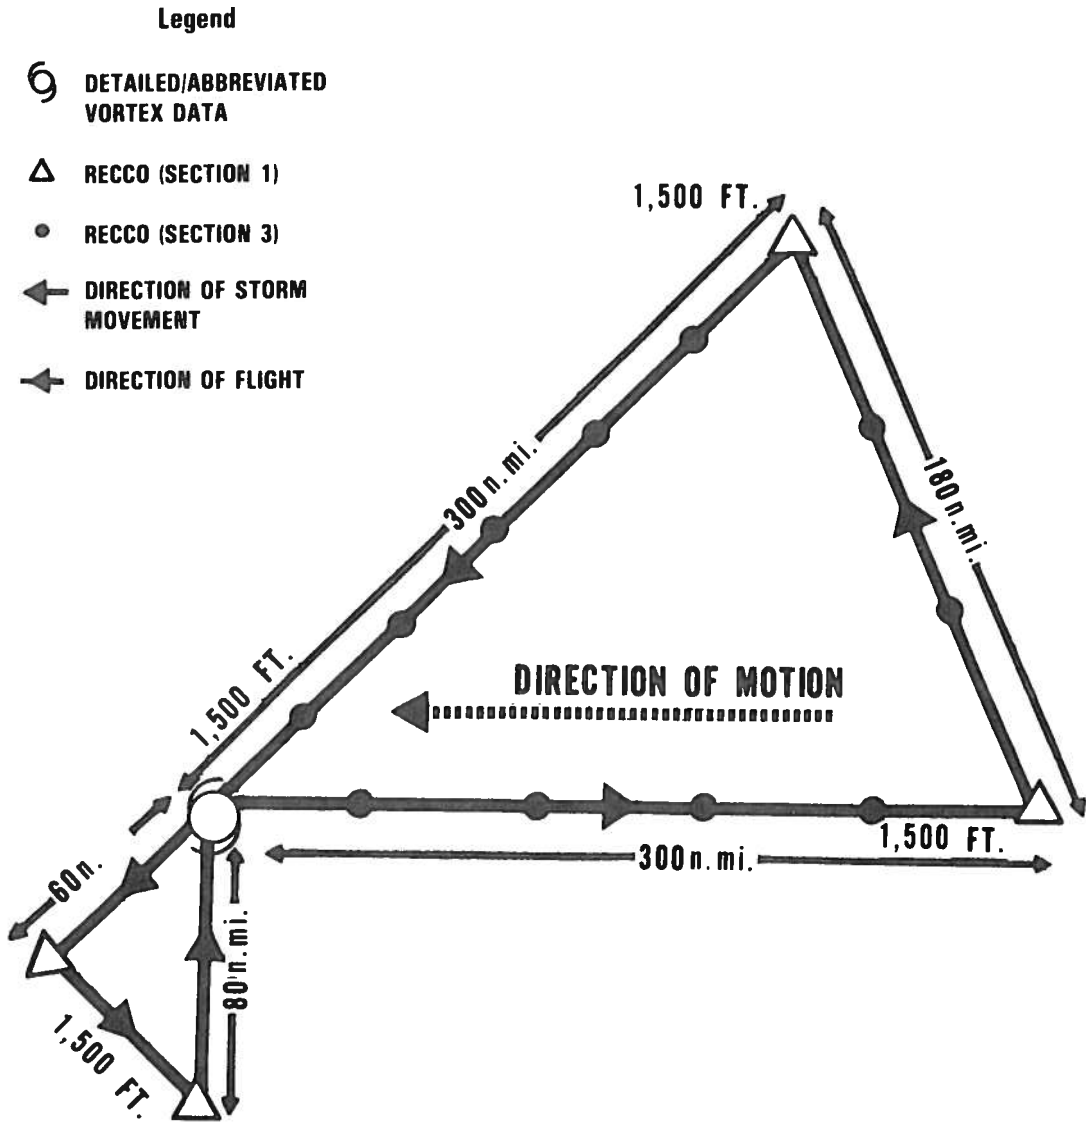 Legend
DETAILED/ABBREVIATED
VORTEX DATA
RECCO (SECTION 1)
RECCO (SECTION 3)
DIRECTION OF STORM
MOVEMENT
DIRECTION OF FLIGHT
1,500 FT.
300 n. mi.
180 n. mi.
1,500 FT.
DIRECTION OF MOTION
1,500 FT.
300 n. mi.
60 n.
80 n. mi.
1,500 FT.